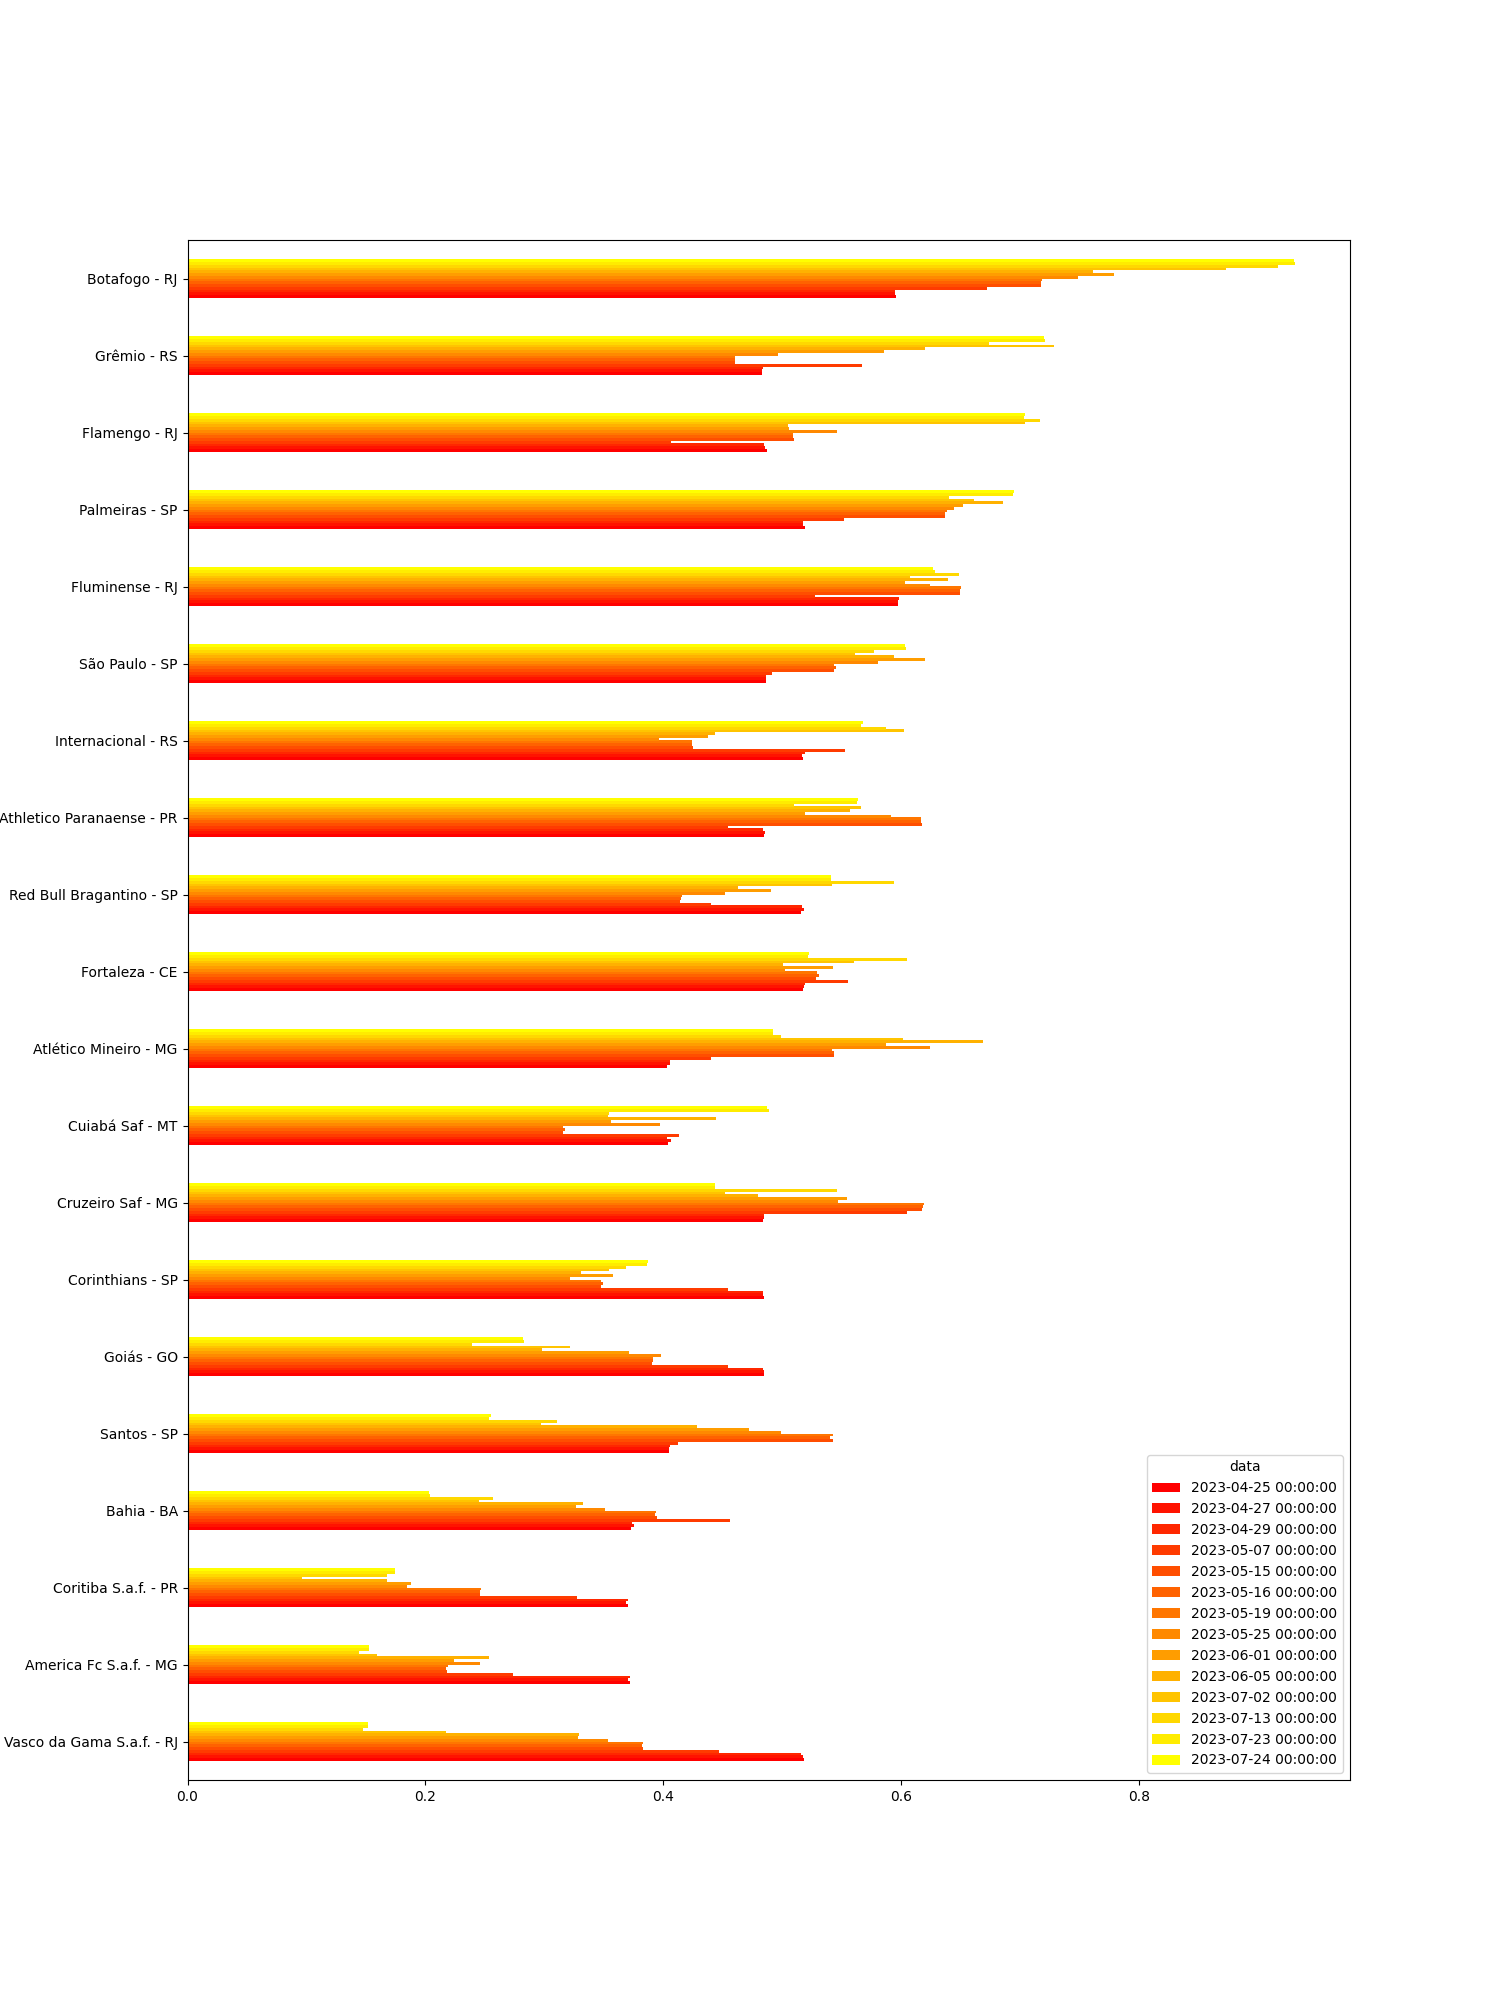 Botafogo - RJ
Grêmio - RS
Flamengo - RJ
Palmeiras - SP
Fluminense - RJ
São Paulo - SP
Internacional - RS
Athletico Paranaense - PR
Red Bull Bragantino - SP
Fortaleza - CE
Atlético Mineiro - MG
Cuiabá Saf - MT
Cruzeiro Saf - MG
Corinthians - SP
Goiás - GO
Santos - SP
Bahia - BA
Coritiba S.a.f. - PR
America Fc S.a.f. - MG
Vasco da Gama S.a.f. - RJ
0.0 0.2 0.4 0.6 0.8
data
2023-04-25 00:00:00
2023-04-27 00:00:00
2023-04-29 00:00:00
2023-05-07 00:00:00
2023-05-15 00:00:00
2023-05-16 00:00:00
2023-05-19 00:00:00
2023-05-25 00:00:00
2023-06-01 00:00:00
2023-06-05 00:00:00
2023-07-02 00:00:00
2023-07-13 00:00:00
2023-07-23 00:00:00
2023-07-24 00:00:00